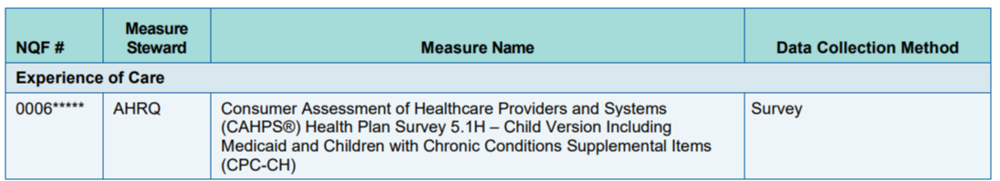 NQF #
Measure
Steward
Measure Name
Data Collection Method
Experience of Care
0006*****
AHRQ
Consumer Assessment of Healthcare Providers and Systems
(CAHPS®) Health Plan Survey 5.1H – Child Version Including
Medicaid and Children with Chronic Conditions Supplemental Items
(CPC-CH)
Survey